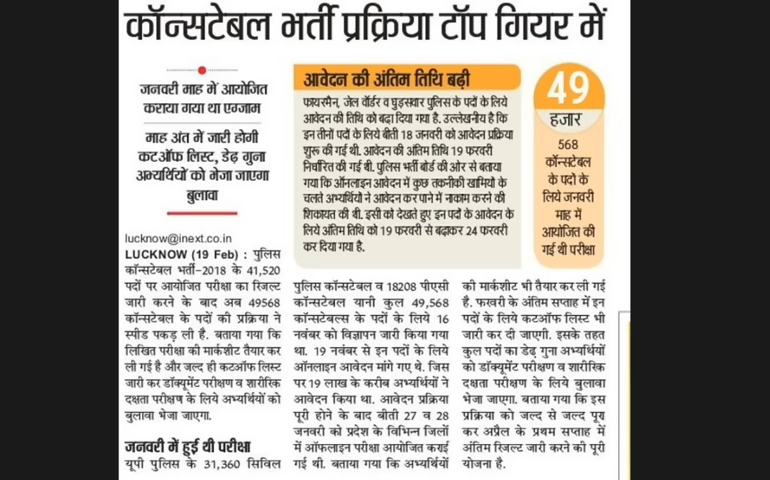 कॉन्सटेबल भर्ती प्रक्रिया टॉप गियर में
जनवरी माह में आयोजित
कराया गया था एग्जाम
माह अंत में जारी होगी
कटऑफ लिस्ट, डेढ़ गुना
अभ्यर्थियों को भेजा जाएगा
बुलावा
lucknow@inext.co.in
LUCKNOW (19 Feb) : पुलिस
कॉन्सटेबल भर्ती-2018 के 41,520
पदों पर आयोजित परीक्षा का रिजल्ट
जारी करने के बाद अब 49568
कॉन्सटेबल के पदों की प्रक्रिया ने
स्पीड पकड़ ली है. बताया गया कि
लिखित परीक्षा की मार्कशीट तैयार कर
ली गई है और जल्द ही कटऑफ लिस्ट
जारी कर डॉक्यूमेंट परीक्षण व शारीरिक
दक्षता परीक्षण के लिये अभ्यर्थियों को
बुलावा भेजा जाएगा.
जनवरी में हुई थी परीक्षा
यूपी पुलिस के 31,360 सिविल
आवेदन की अंतिम तिथि बढ़ी
फायरमैन, जेल वॉर्डर व घुड़सवार पुलिस के पदों के लिये
आवेदन की तिथि को बढ़ा दिया गया है. उल्लेखनीय है कि
इन तीनों पदों के लिये बीती 18 जनवरी को आवेदन प्रक्रिया
शुरू की गई थी. आवेदन की अंतिम तिथि 19 फरवरी
निर्धारित की गई थी. पुलिस भर्ती बोर्ड की ओर से बताया
गया कि ऑनलाइन आवेदन में कुछ तकनीकी खामियों के
चलते अभ्यर्थियों ने आवेदन कर पाने में नाकाम करने की
शिकायत की थी. इसी को देखते हुए इन पदों के आवेदन के
लिये अंतिम तिथि को 19 फरवरी से बढ़ाकर 24 फरवरी
कर दिया गया है.
49
हजार
568
कॉन्सटेबल
के पदों के
लिये जनवरी
माह में
आयोजित की
गई थी परीक्षा
पुलिस कॉन्सटेबल व 18208 पीएसी
कॉन्सटेबल यानी कुल 49,568
कॉन्सटेबल्स के पदों के लिये 16
नवंबर को विज्ञापन जारी किया गया
था. 19 नवंबर से इन पदों के लिये
ऑनलाइन आवेदन मांगे गए थे. जिस
पर 19 लाख के करीब अभ्यर्थियों ने
आवेदन किया था. आवेदन प्रक्रिया
पूरी होने के बाद बीती 27 व 28
जनवरी को प्रदेश के विभिन्न जिलों
में ऑफलाइन परीक्षा आयोजित कराई
गई थी. बताया गया कि अभ्यर्थियों
की मार्कशीट भी तैयार कर ली गई
है. फरवरी के अंतिम सप्ताह में इन
पदों के लिये कटऑफ लिस्ट भी
जारी कर दी जाएगी. इसके तहत
कुल पदों का डेढ़ गुना अभ्यर्थियों
को डॉक्यूमेंट परीक्षण व शारीरिक
दक्षता परीक्षण के लिये बुलावा
भेजा जाएगा. बताया गया कि इस
प्रक्रिया को जल्द से जल्द पूरा
कर अप्रैल के प्रथम सप्ताह में
अंतिम रिजल्ट जारी करने की पूरी
योजना है.